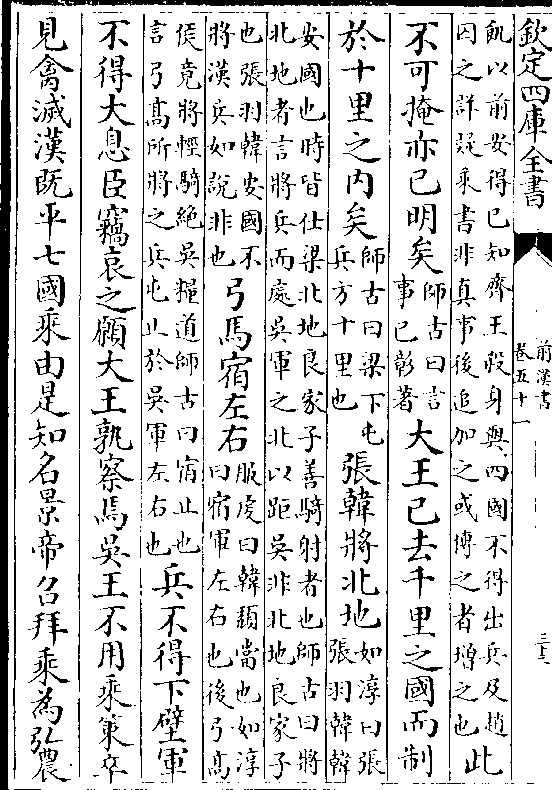 欽定四庫全書
前漢書
卷五十一
飢以前安得已知齊王殺身與四國不得出兵及趙
囚之詳疑乘書非真事後追加之或傳之者增之也
此
不可掩亦已明矣
師古曰言
事已彰著
大王已去千里之國而制
於十里之内矣
師古曰梁下屯
兵方十里也
張韓將北地
如淳曰張
張羽韓韓
安國也時皆仕梁北地良家子善騎射者也師古曰將
北地者言將兵而處吳軍之北以距吳非北地良家子
也張羽韓安國不
將漢兵如說非也
弓馬宿左右
服虔曰韓頽當也如淳
曰宿軍左右也後弓髙
侯竟將輕騎絶吳糧道師古曰宿止也
言弓髙所將之兵屯止於吳軍左右也
兵不得下壁軍
不得大息臣竊哀之願大王孰察焉吳王不用乘策卒
見禽滅漢既平七國乘由是知名景帝召拜乘為弘農